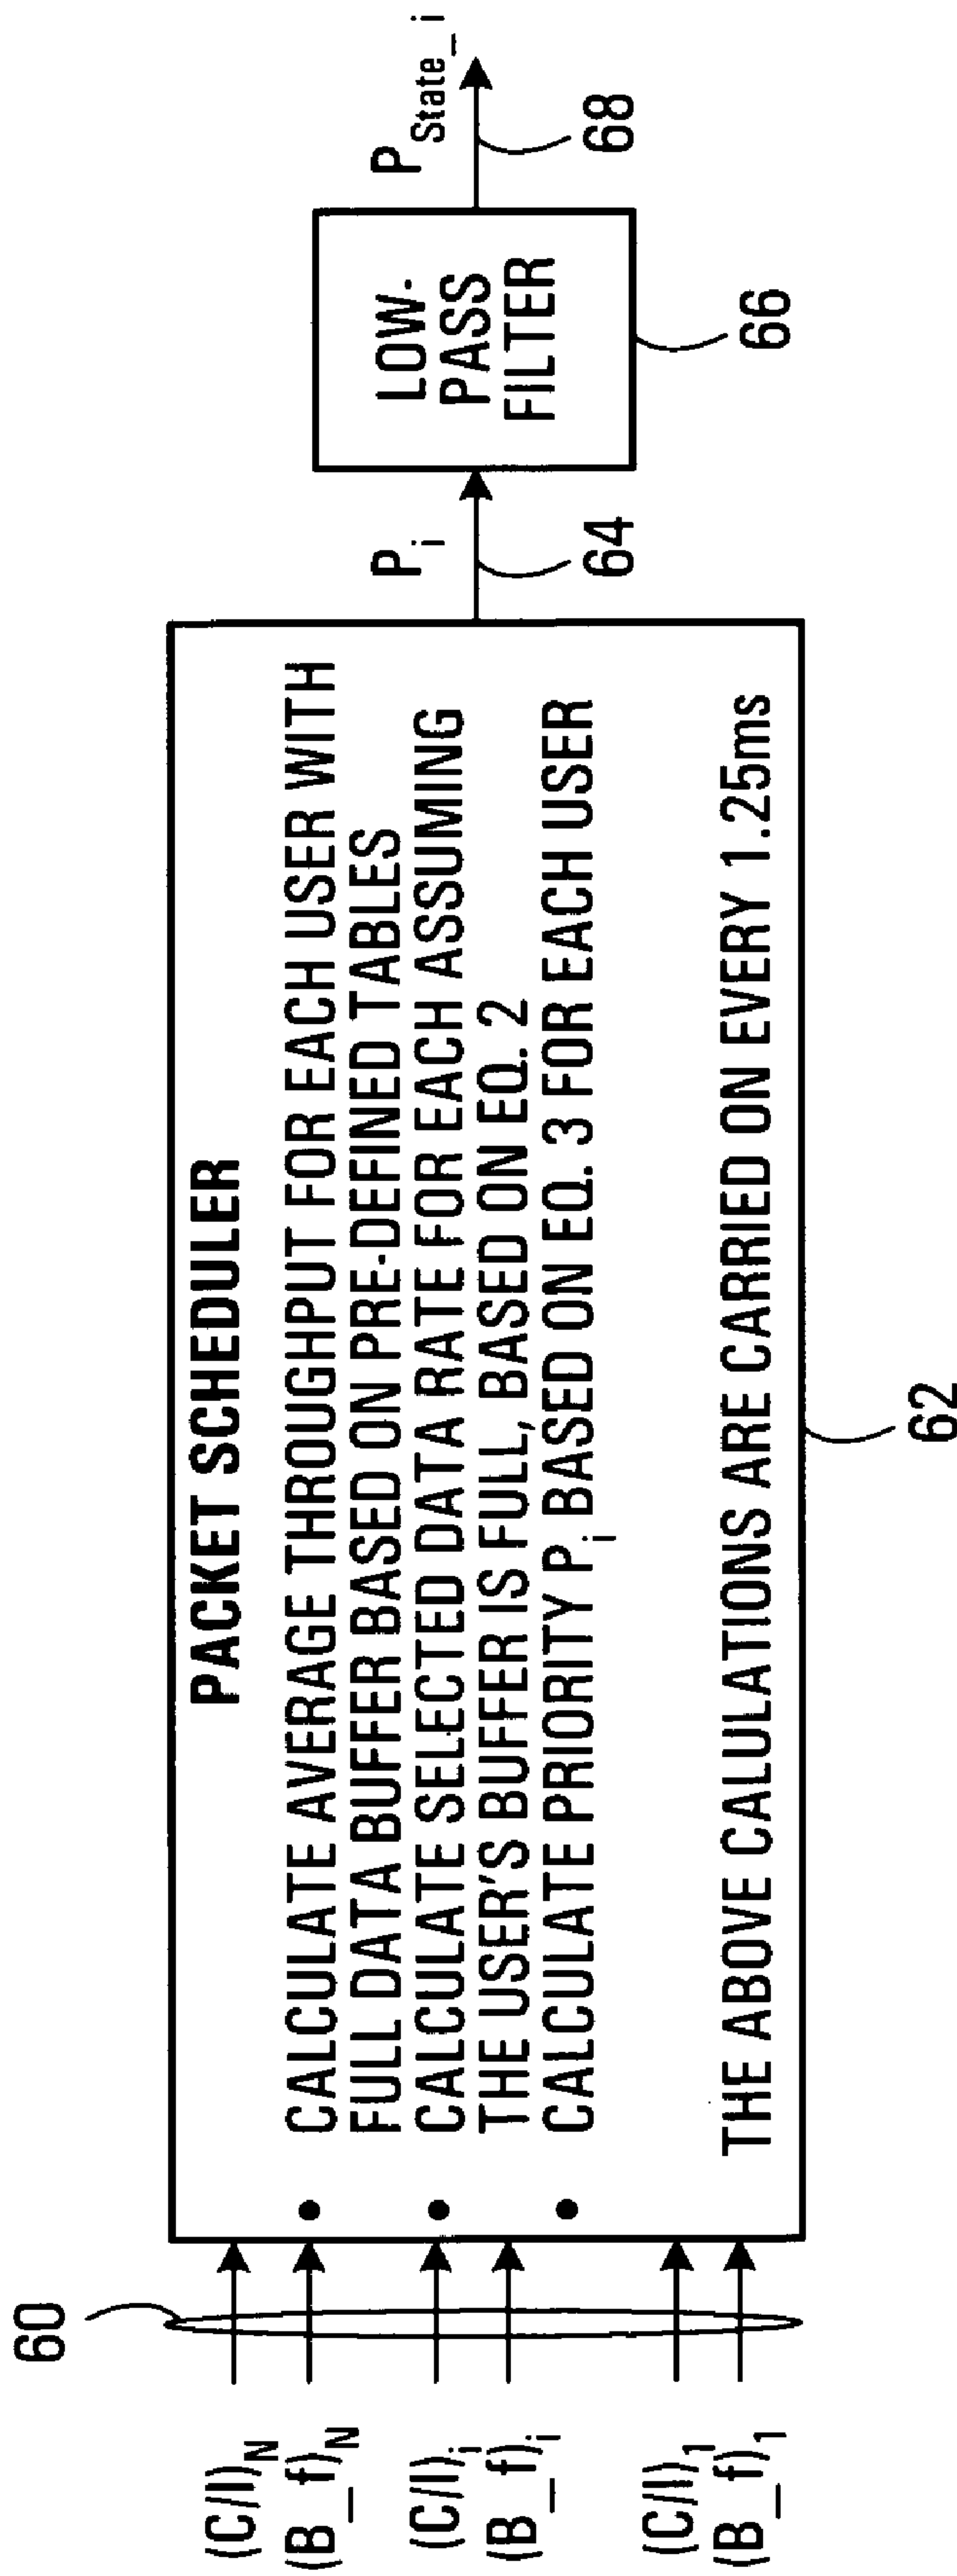 60
(C/I)N
(B_f)N
(C/I)i
(B_f)i
(C/I)1
(B_f)1
PACKET SCHEDULER
• CALCULATE AVERAGE THROUGHPUT FOR EACH USER WITH
FULL DATA BUFFER BASED ON PRE-DEFINED TABLES
• CALCULATE SELECTED DATA RATE FOR EACH ASSUMING
THE USER'S BUFFER IS FULL, BASED ON EQ. 2
• CALCULATE PRIORITY Pi BASED ON EQ. 3 FOR EACH USER
THE ABOVE CALULATIONS ARE CARRIED ON EVERY 1.25ms
62
Pi
64
LOW-
PASS
FILTER
66
PState_i
68